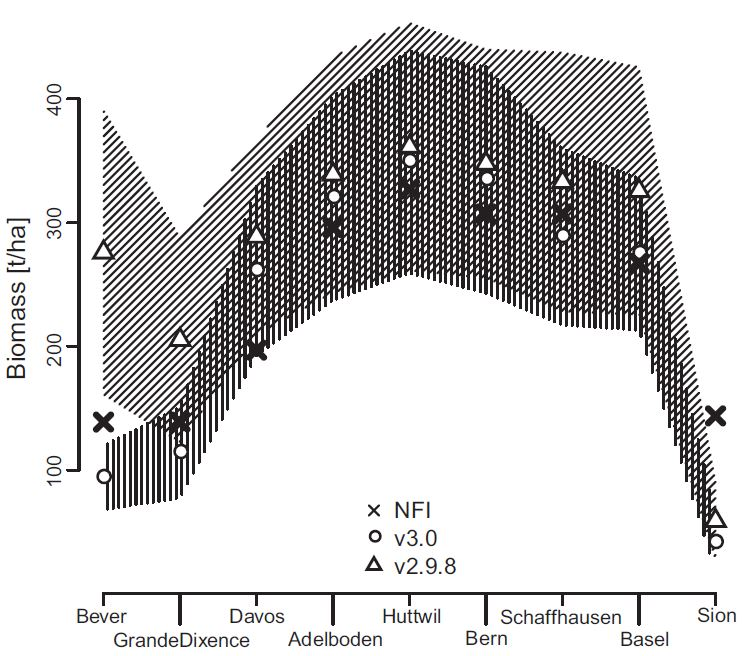 400
300
200
100
Biomass [t/ha]
NFI
v3.0
v2.9.8
Bever
GrandeDixence
Davos
Adelboden
Huttwil
Bern
Schaffhausen
Basel
Sion